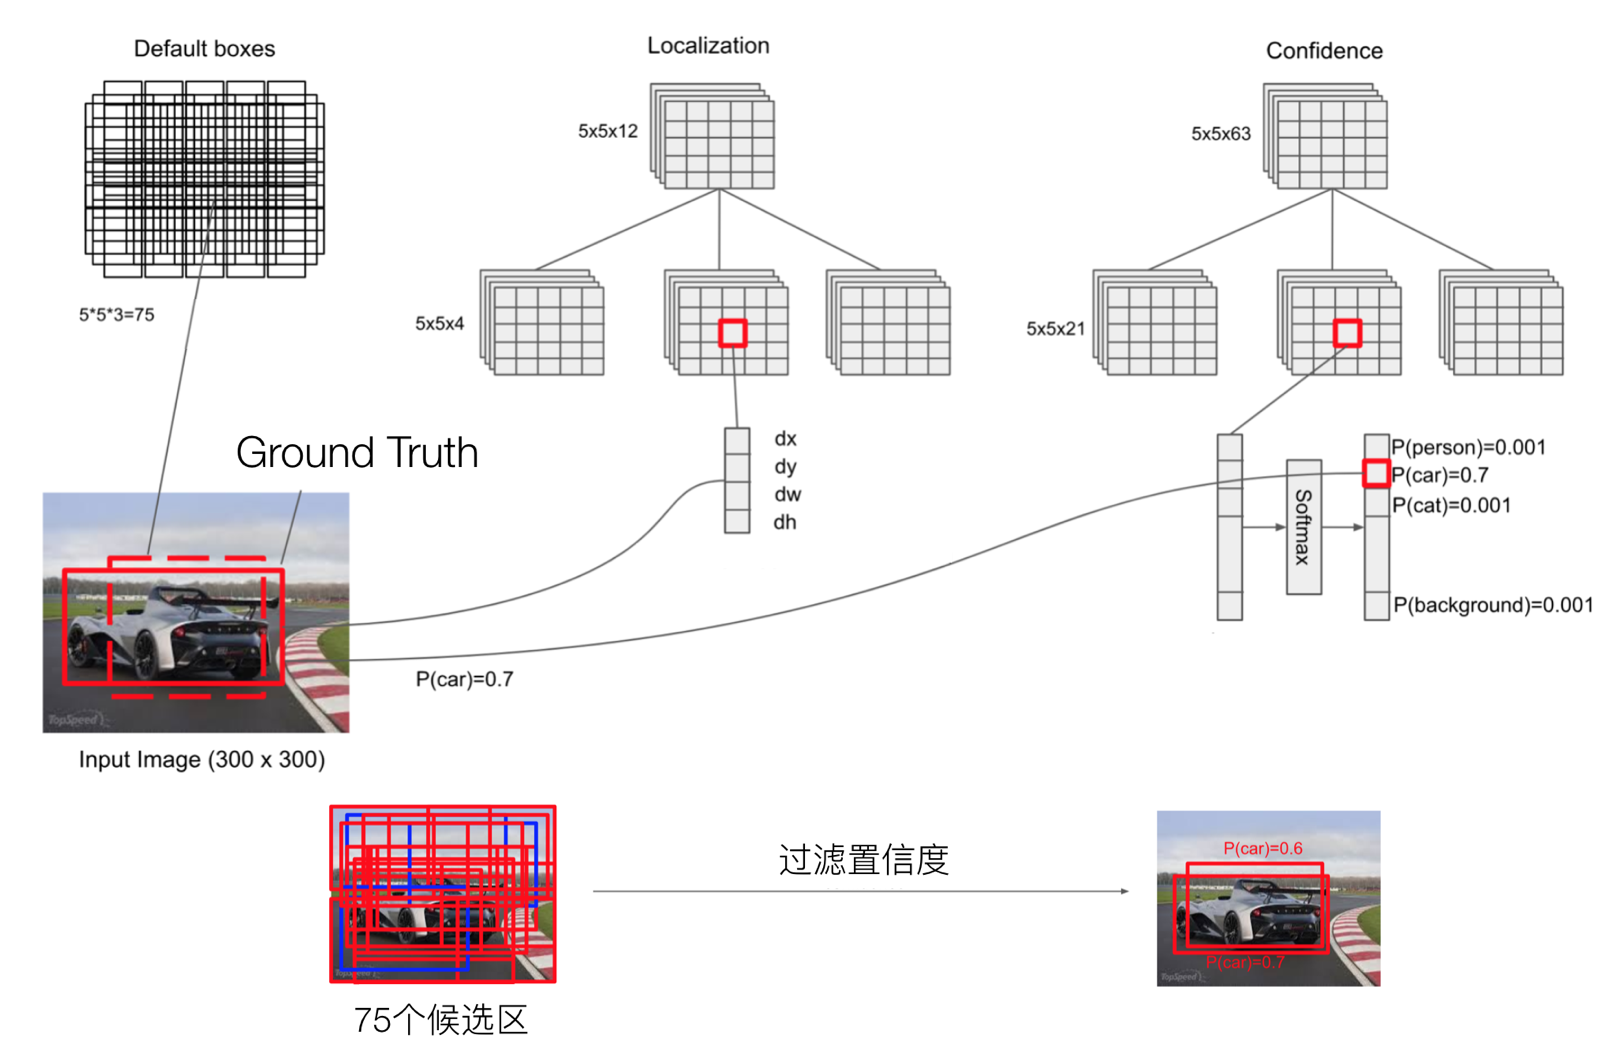 Default boxes
Localization
Confidence
5x5x12
5x5x63
5*5*3=75
5x5x4
5x5x21
Ground Truth
dx
dy
dw
dh
Softmax
P(person)=0.001
P(car)=0.7
P(cat)=0.001
P(background)=0.001
TopSpeed
P(car)=0.7
Input Image (300 x 300)
过滤置信度
P(car)=0.6
P(car)=0.7
TopSpeed
75个候选区